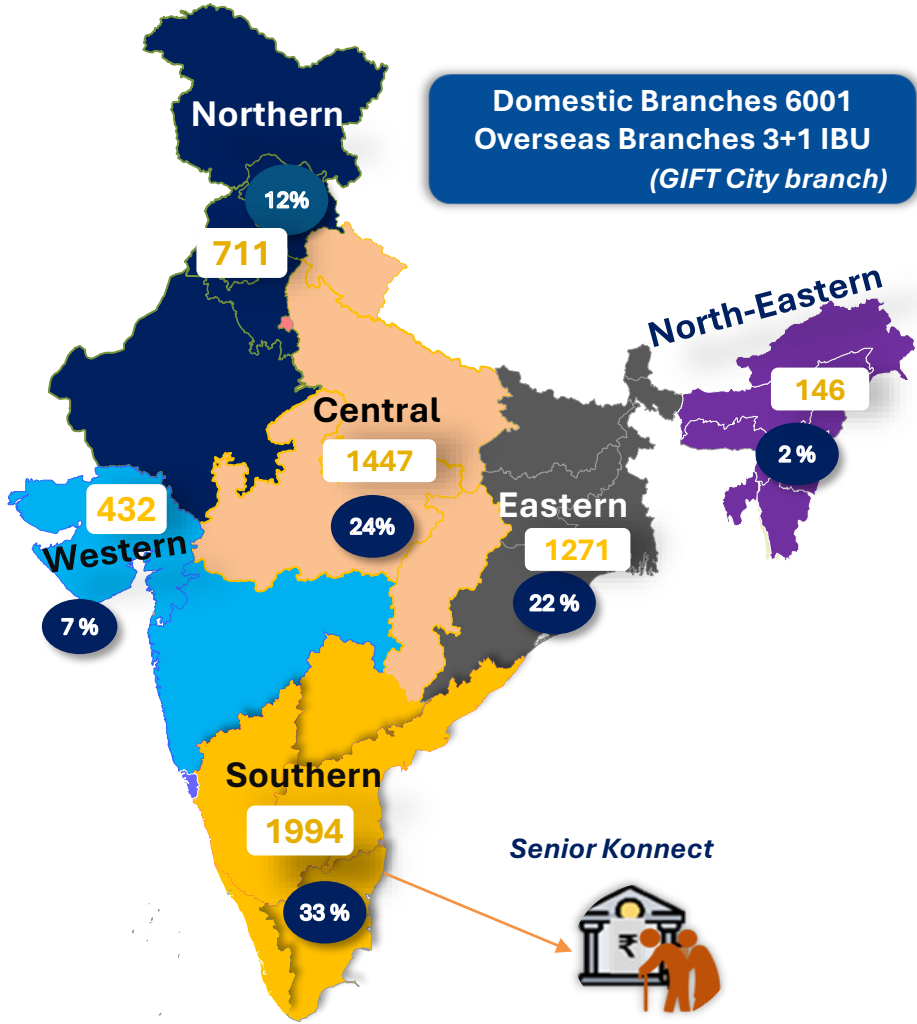 Domestic Branches 6001
Overseas Branches 3+1 IBU
(GIFT City branch)
Northern
12%
711
North-Eastern
146
2 %
Central
1447
24%
Eastern
1271
22 %
432
Western
7 %
Southern
1994
33 %
Senior Konnect
₹